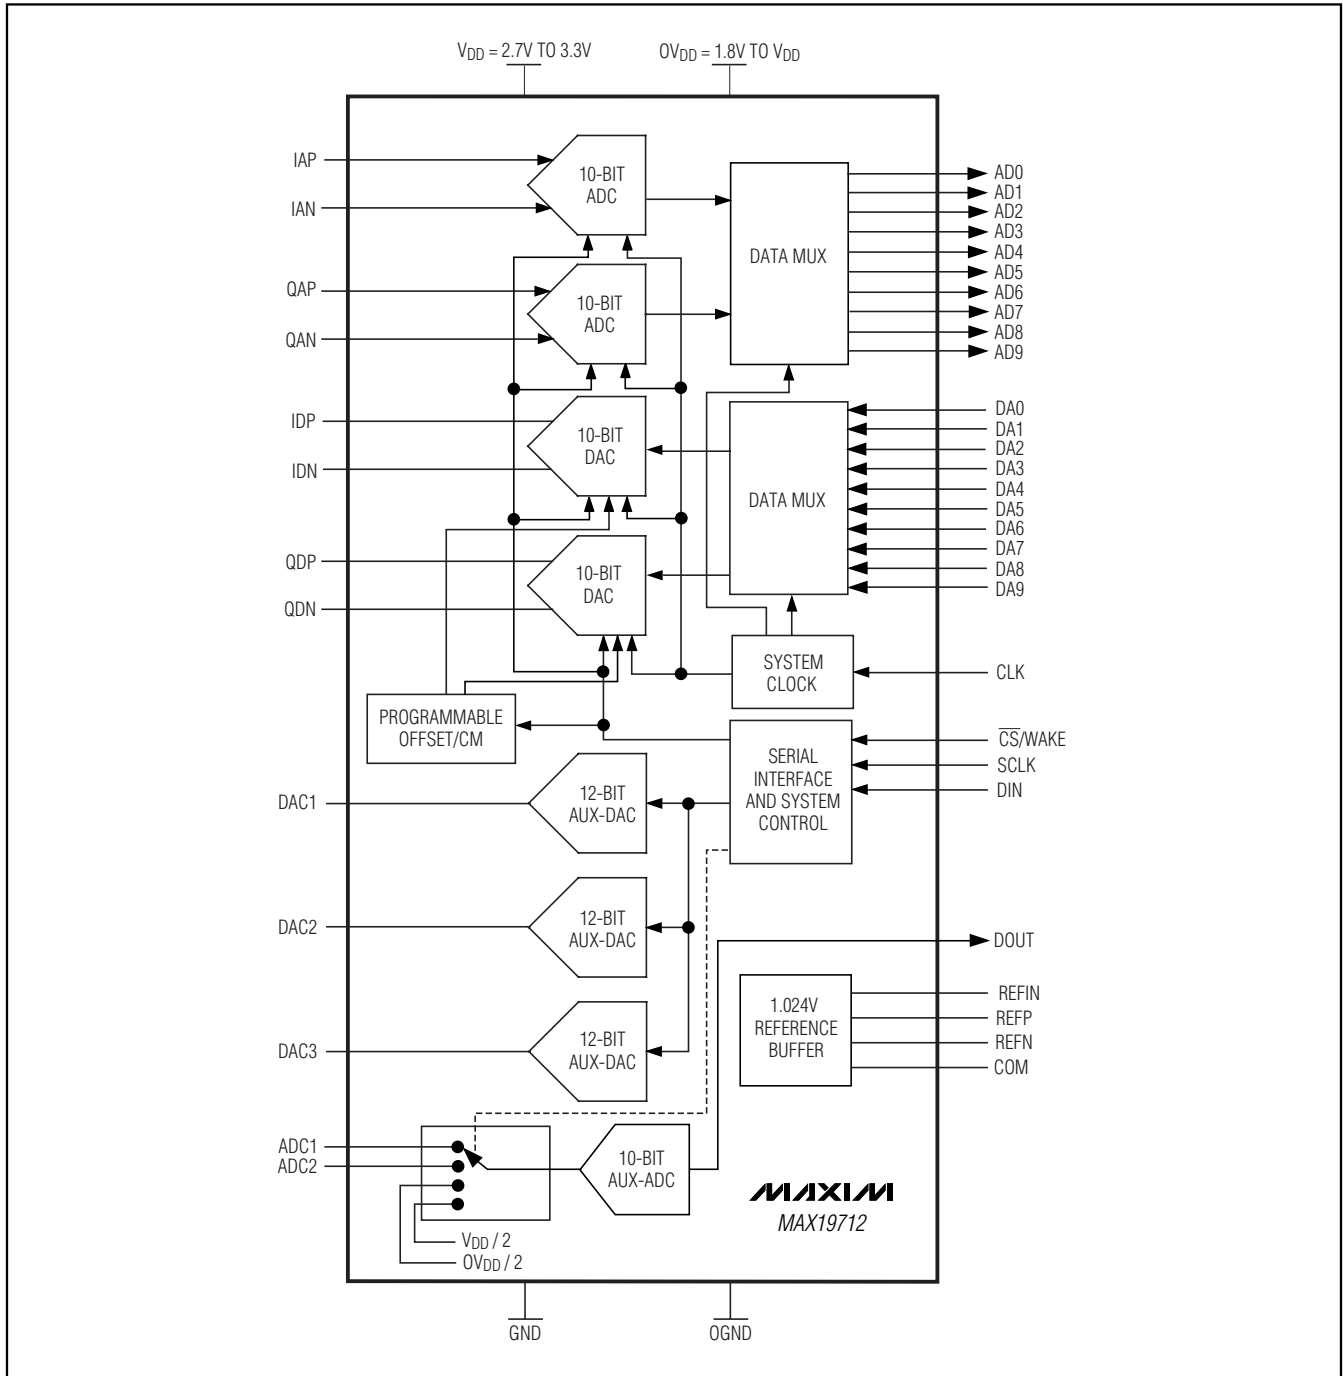 VDD = 2.7V TO 3.3V
OVDD = 1.8V TO VDD
IAP
IAN
10-BIT
ADC
QAP
QAN
10-BIT
ADC
DATA MUX
AD0
AD1
AD2
AD3
AD4
AD5
AD6
AD7
AD8
AD9
IDP
IDN
10-BIT
DAC
QDP
QDN
10-BIT
DAC
DATA MUX
DA0
DA1
DA2
DA3
DA4
DA5
DA6
DA7
DA8
DA9
SYSTEM
CLOCK
CLK
PROGRAMMABLE
OFFSET/CM
SERIAL
INTERFACE
AND SYSTEM
CONTROL
CS/WAKE
SCLK
DIN
DAC1
12-BIT
AUX-DAC
DAC2
12-BIT
AUX-DAC
DOUT
DAC3
12-BIT
AUX-DAC
1.024V
REFERENCE
BUFFER
REFIN
REFP
REFN
COM
ADC1
ADC2
10-BIT
AUX-ADC
VDD / 2
OVDD / 2
MAXIM
MAX19712
GND
OGND